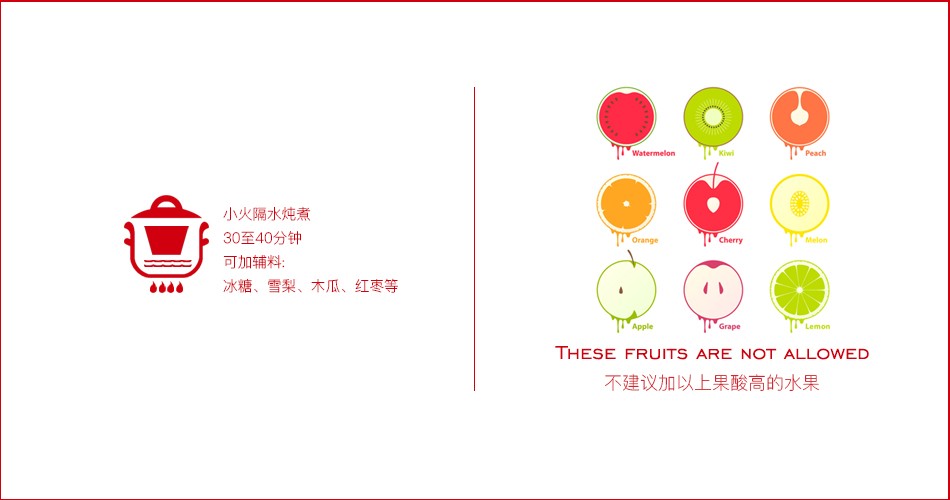 小火隔水炖煮
30至40分钟
可加辅料:
冰糖、雪梨、木瓜、红枣等
Watermelon
Kiwi
Peach
Orange
Cherry
Melon
Apple
Grape
Lemon
THESE FRUITS ARE NOT ALLOWED
不建议加以上果酸高的水果